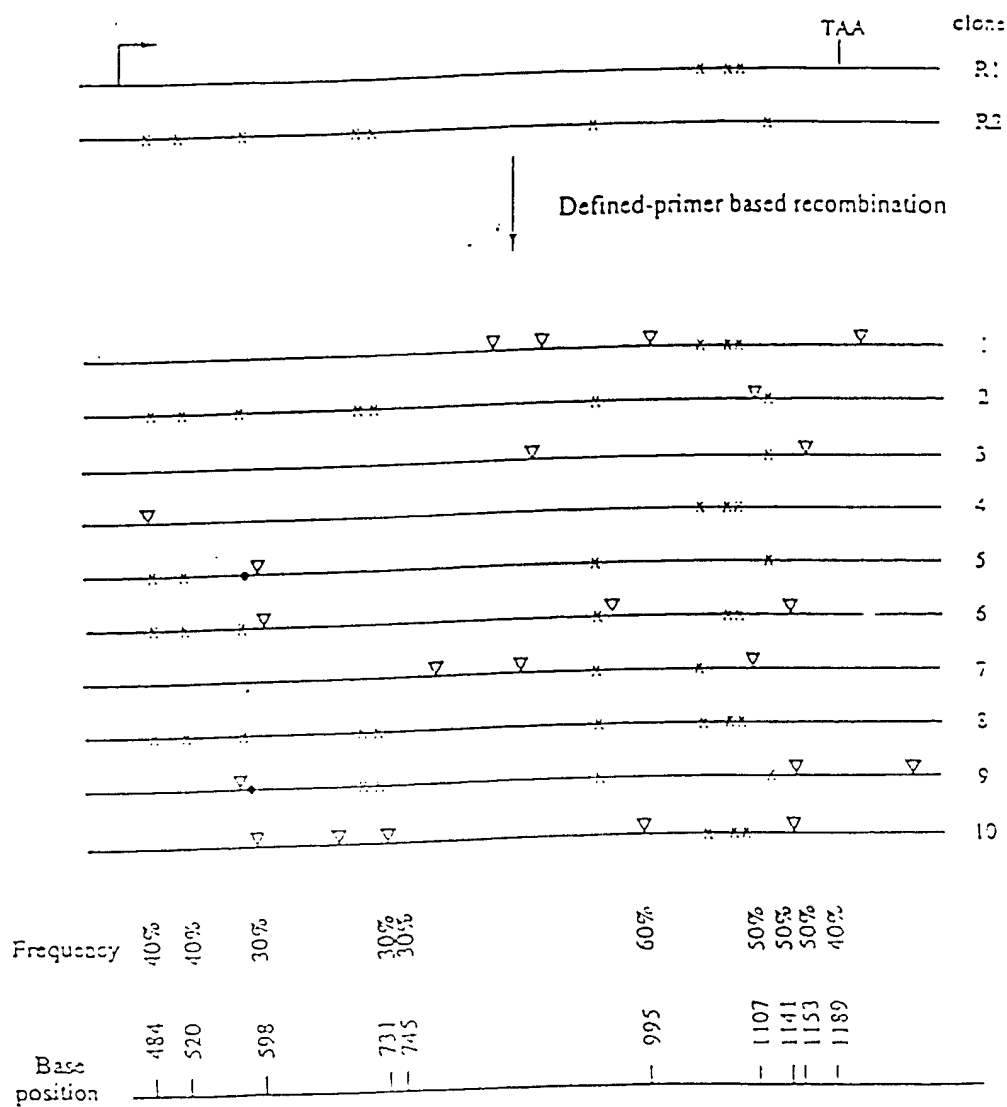 TAA clone
R1
R2
Defined-primer based recombination
1
2
3
4
5
6
7
8
9
10
Frequency 40% 40% 30% 30% 30% 60% 50% 50% 50% 40%
484 520 598 731 745 995 1107 1141 1153 1189
Base
position